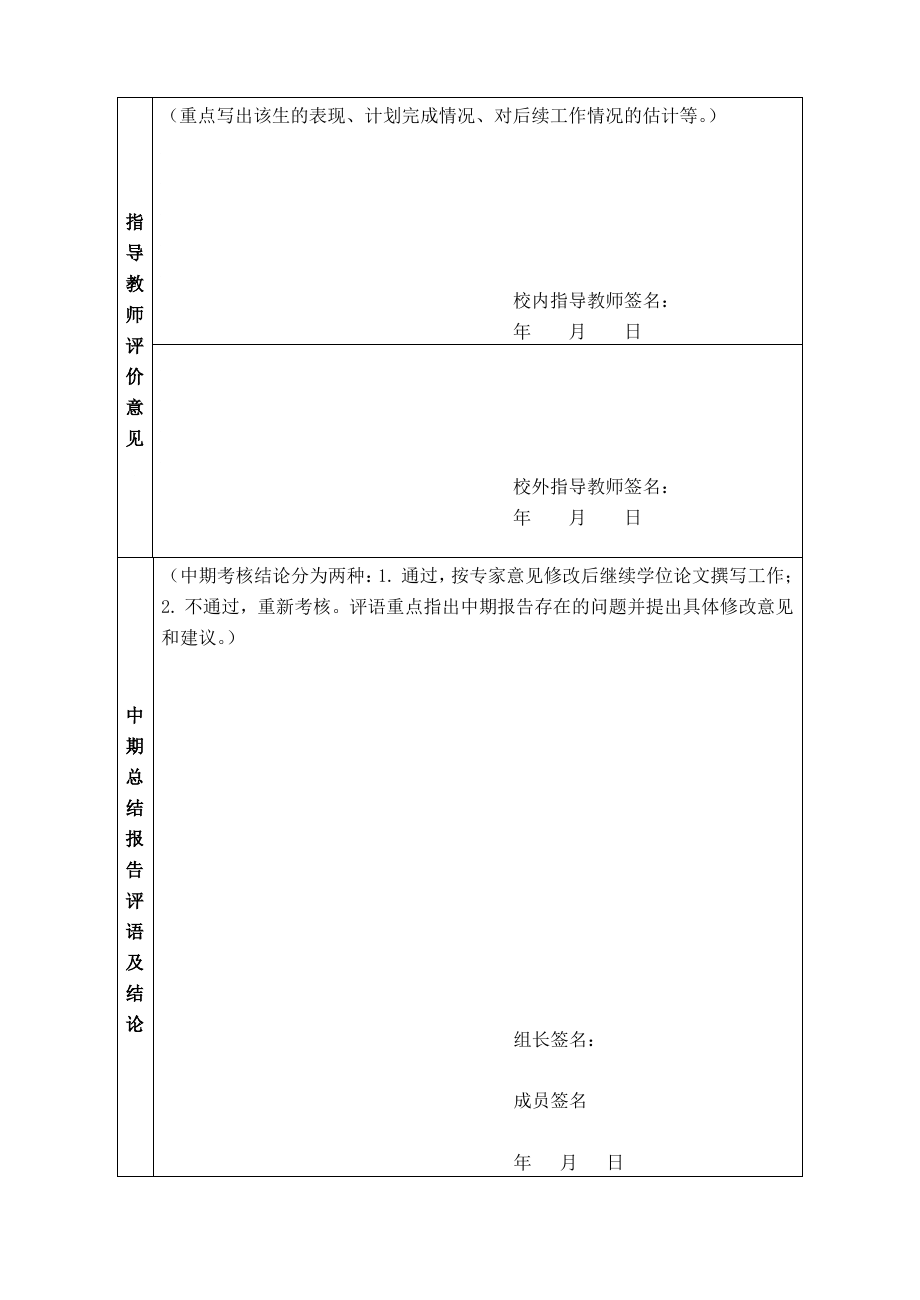 （重点写出该生的表现、计划完成情况、对后续工作情况的估计等。）
指导教师评价意见
校内指导教师签名：
年 月 日
校外指导教师签名：
年 月 日
（中期考核结论分为两种：1. 通过，按专家意见修改后继续学位论文撰写工作；
2. 不通过，重新考核。评语重点指出中期报告存在的问题并提出具体修改意见
和建议。）
中期总结报告评语及结论
组长签名：
成员签名
年 月 日